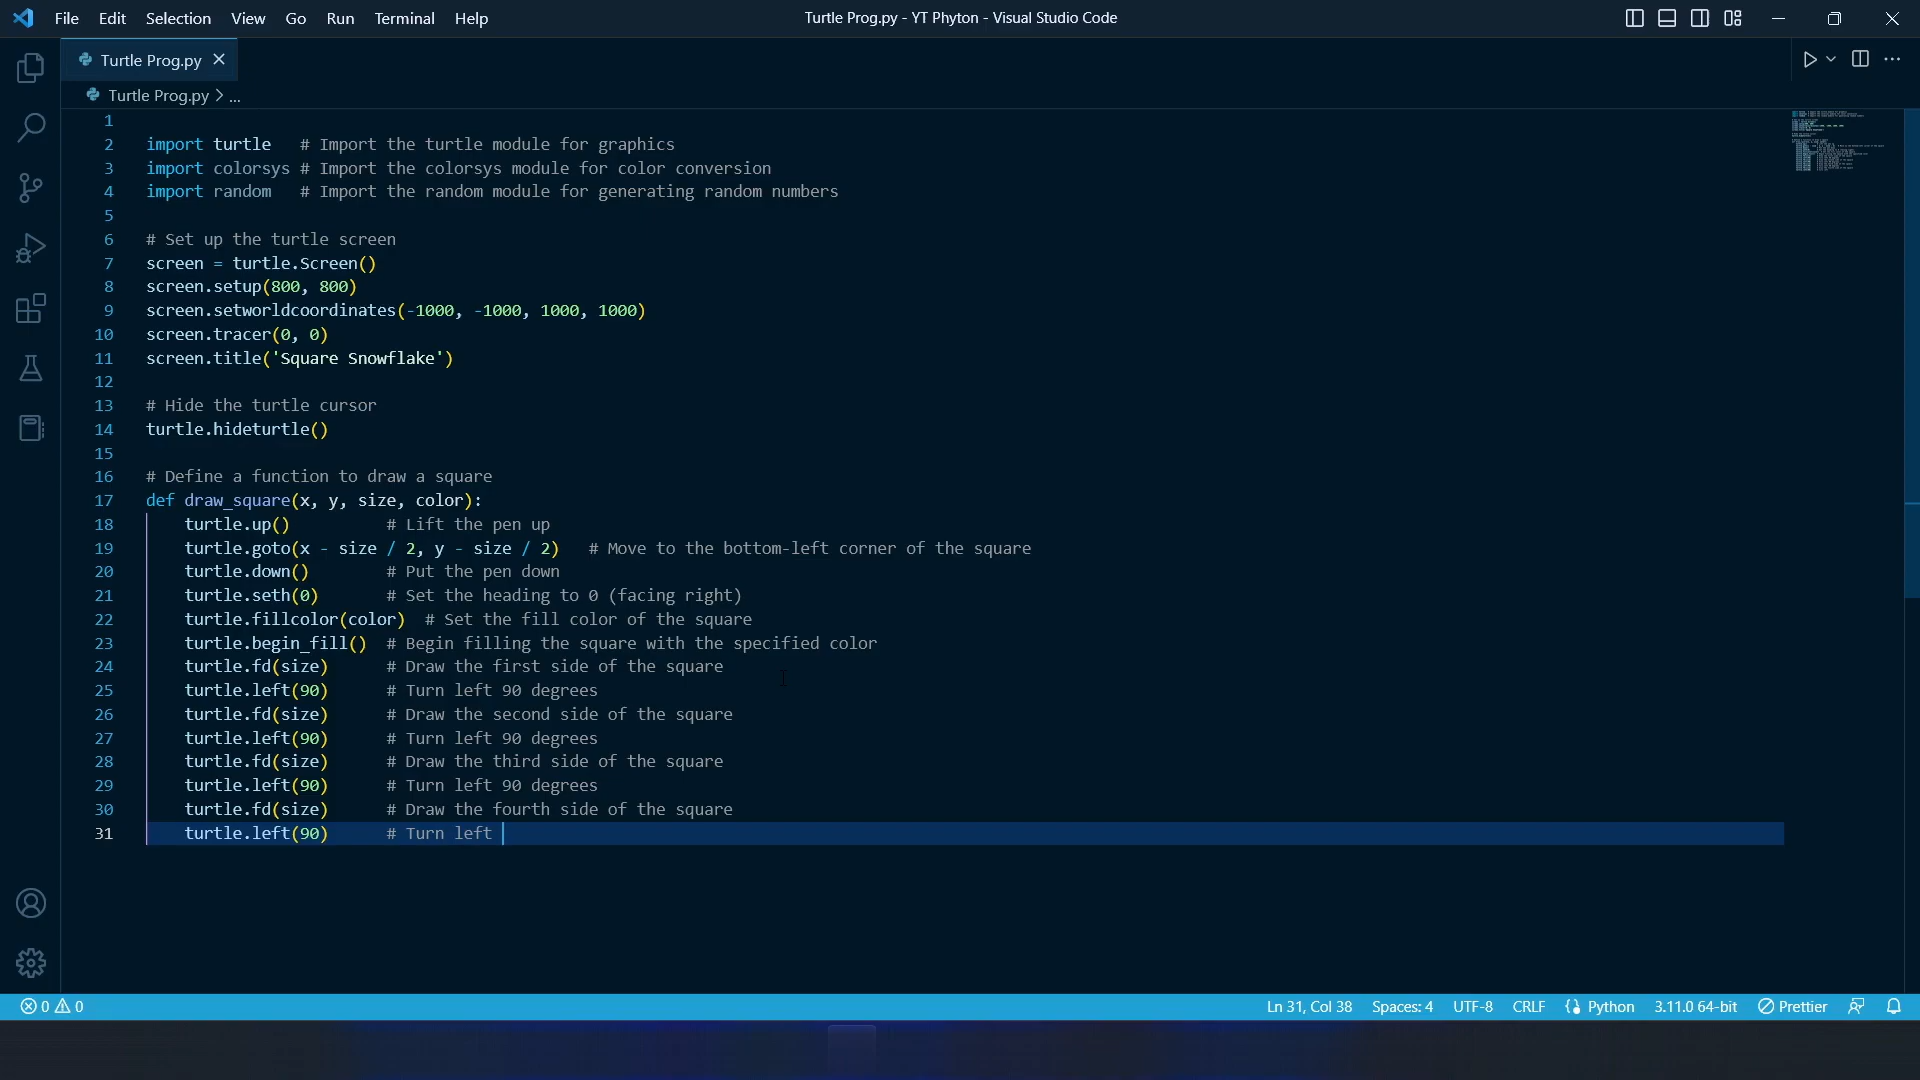 File Edit Selection View Go Run Terminal Help
Turtle Prog.py - YT Phyton - Visual Studio Code
Turtle Prog.py
Turtle Prog.py > ...
1
2 import turtle   # Import the turtle module for graphics
3 import colorsys # Import the colorsys module for color conversion
4 import random   # Import the random module for generating random numbers
5
6 # Set up the turtle screen
7 screen = turtle.Screen()
8 screen.setup(800, 800)
9 screen.setworldcoordinates(-1000, -1000, 1000, 1000)
10 screen.tracer(0, 0)
11 screen.title('Square Snowflake')
12
13 # Hide the turtle cursor
14 turtle.hideturtle()
15
16 # Define a function to draw a square
17 def draw_square(x, y, size, color):
18     turtle.up()          # Lift the pen up
19     turtle.goto(x - size / 2, y - size / 2)   # Move to the bottom-left corner of the square
20     turtle.down()        # Put the pen down
21     turtle.seth(0)       # Set the heading to 0 (facing right)
22     turtle.fillcolor(color)  # Set the fill color of the square
23     turtle.begin_fill()  # Begin filling the square with the specified color
24     turtle.fd(size)      # Draw the first side of the square
25     turtle.left(90)      # Turn left 90 degrees
26     turtle.fd(size)      # Draw the second side of the square
27     turtle.left(90)      # Turn left 90 degrees
28     turtle.fd(size)      # Draw the third side of the square
29     turtle.left(90)      # Turn left 90 degrees
30     turtle.fd(size)      # Draw the fourth side of the square
31     turtle.left(90)      # Turn left
0 0
Ln 31, Col 38 Spaces: 4 UTF-8 CRLF Python 3.11.0 64-bit Prettier